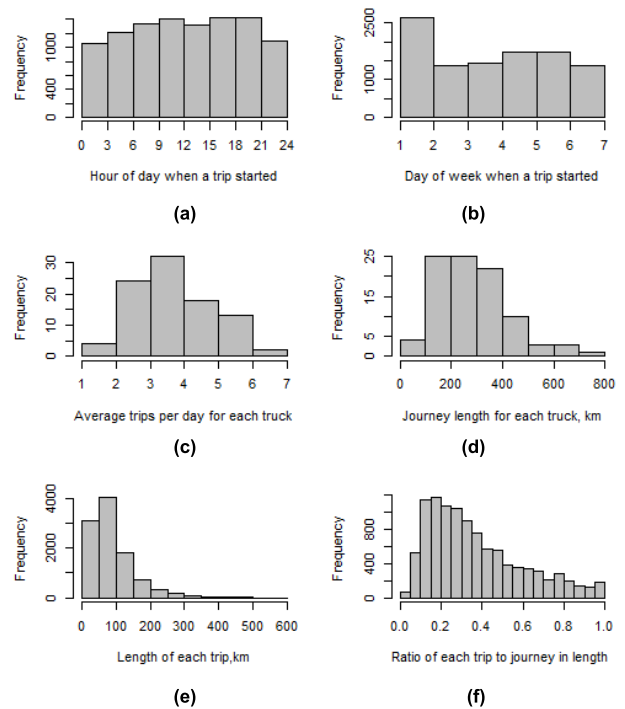 Frequency
0 400 1000
0 3 6 9 12 15 18 21 24
Hour of day when a trip started
(a)
Frequency
0 1000 2500
1 2 3 4 5 6 7
Day of week when a trip started
(b)
Frequency
0 10 20 30
1 2 3 4 5 6 7
Average trips per day for each truck
(c)
Frequency
5 15 25
0 200 400 600 800
Journey length for each truck, km
(d)
Frequency
0 2000 4000
0 100 200 300 400 500 600
Length of each trip,km
(e)
Frequency
0 400 800
0.0 0.2 0.4 0.6 0.8 1.0
Ratio of each trip to journey in length
(f)